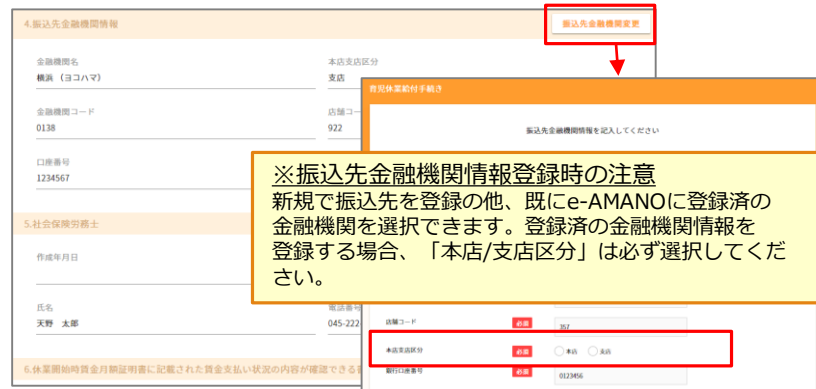 4.振込先金融機関情報
振込先金融機関変更
金融機関名
本店支店区分
横浜 (ヨコハマ)
支店
金融機関コード
店舗コー
0138
922
口座番号
1234567
5.社会保険労務士
作成年月日
氏名
電話番号
天野 太郎
045-222
6.休業開始時賃金月額証明書に記載された賃金支払い状況の内容が確認できる
育児休業給付手続き
振込先金融機関情報を記入してください
※振込先金融機関情報登録時の注意
新規で振込先を登録の他、既にe-AMANOに登録済の
金融機関を選択できます。登録済の金融機関情報を
登録する場合、「本店/支店区分」は必ず選択してくだ
さい。
店舗コード 必須 357
本店支店区分 必須 本店 支店
銀行口座番号 必須 0123456